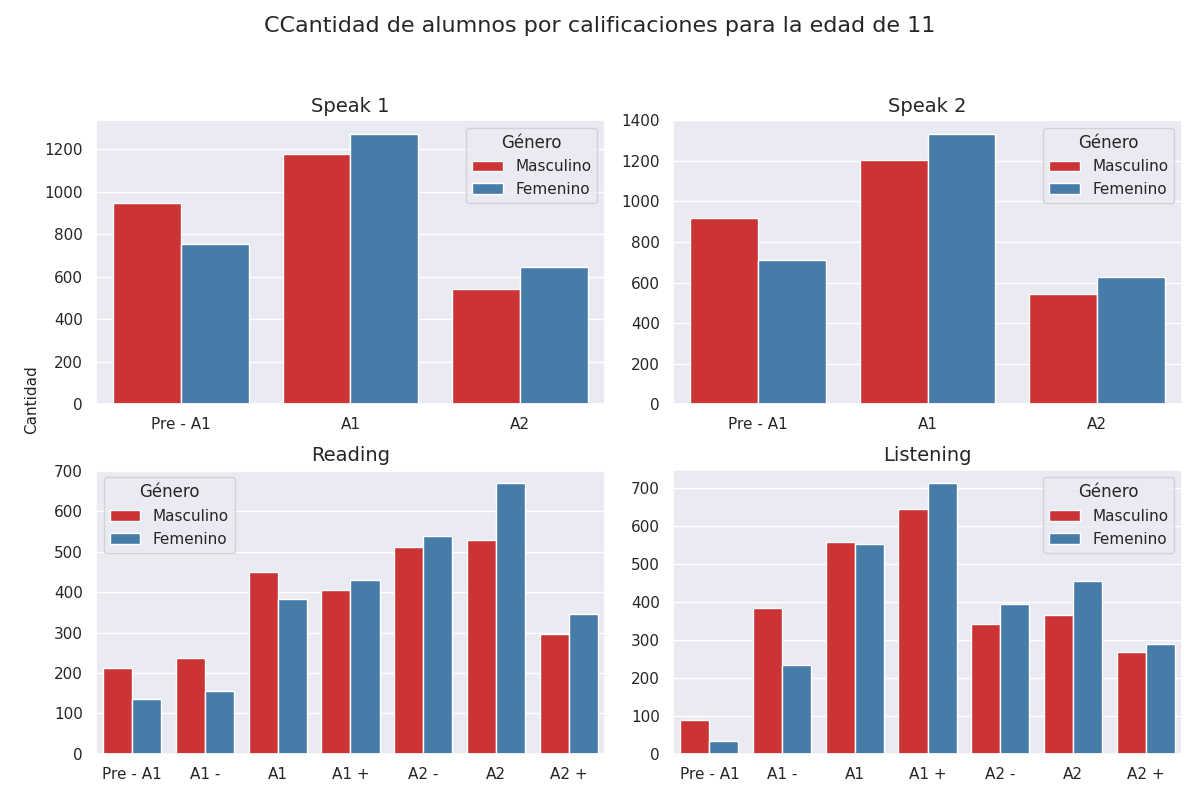 CCantidad de alumnos por calificaciones para la edad de 11
Cantidad
Speak 1
1200
1000
800
600
400
200
0
Género
Masculino
Femenino
Pre - A1 A1 A2
Speak 2
1400
1200
1000
800
600
400
200
0
Género
Masculino
Femenino
Pre - A1 A1 A2
Reading
700
600
500
400
300
200
100
0
Género
Masculino
Femenino
Pre - A1 A1 - A1 A1 + A2 - A2 A2 +
Listening
700
600
500
400
300
200
100
0
Género
Masculino
Femenino
Pre - A1 A1 - A1 A1 + A2 - A2 A2 +